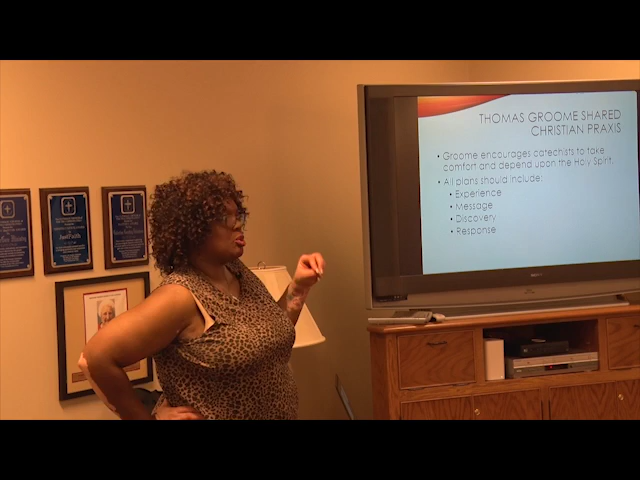 THOMAS GROOME SHARED
CHRISTIAN PRAXIS
• Groome encourages catechists to take
comfort and depend upon the Holy Spirit.
• All plans should include:
• Experience
• Message
• Discovery
• Response